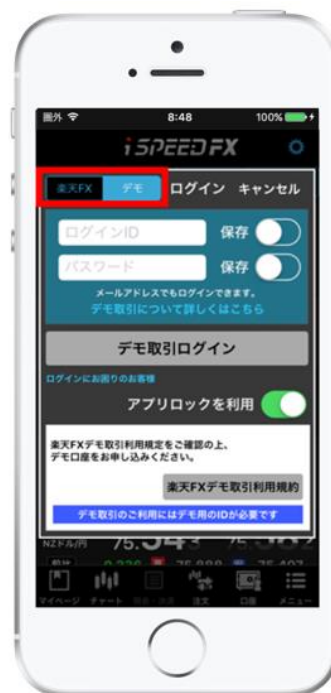 圏外 8:48 100%
iSPEED FX
楽天FX デモ ログイン キャンセル
ログインID 保存
パスワード 保存
メールアドレスでもログインできます。
デモ取引について詳しくはこちら
デモ取引ログイン
ログインにお困りのお客様
アプリロックを利用
楽天FXデモ取引利用規定をご確認の上、
デモ口座をお申し込みください。
楽天FXデモ取引利用規約
デモ取引のご利用にはデモ用のIDが必要です
NZドル/円 75.543
マイページ チャート 注文 口座 メニュー